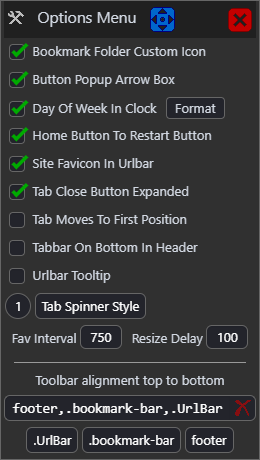 Options Menu
Bookmark Folder Custom Icon
Button Popup Arrow Box
Day Of Week In Clock Format
Home Button To Restart Button
Site Favicon In Urlbar
Tab Close Button Expanded
Tab Moves To First Position
Tabbar On Bottom In Header
Urlbar Tooltip
1 Tab Spinner Style
Fav Interval 750 Resize Delay 100
Toolbar alignment top to bottom
footer,.bookmark-bar,.UrlBar
.UrlBar .bookmark-bar footer